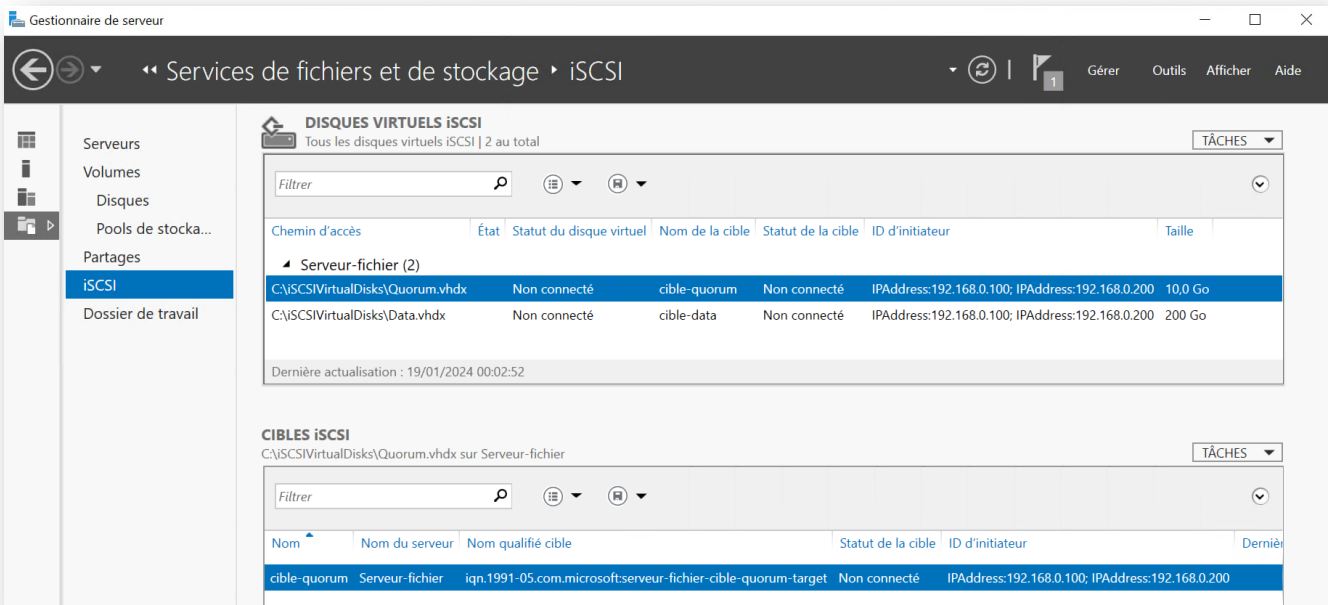 Gestionnaire de serveur
Services de fichiers et de stockage iSCSI
1
Gérer Outils Afficher Aide
Serveurs
Volumes
Disques
Pools de stocka...
Partages
iSCSI
Dossier de travail
DISQUES VIRTUELS iSCSI
Tous les disques virtuels iSCSI | 2 au total
TÂCHES
Filtrer
Chemin d'accès État Statut du disque virtuel Nom de la cible Statut de la cible ID d'initiateur Taille
Serveur-fichier (2)
C:\iSCSIVirtualDisks\Quorum.vhdx Non connecté cible-quorum Non connecté IPAddress:192.168.0.100; IPAddress:192.168.0.200 10,0 Go
C:\iSCSIVirtualDisks\Data.vhdx Non connecté cible-data Non connecté IPAddress:192.168.0.100; IPAddress:192.168.0.200 200 Go
Dernière actualisation : 19/01/2024 00:02:52
CIBLES iSCSI
C:\iSCSIVirtualDisks\Quorum.vhdx sur Serveur-fichier
TÂCHES
Filtrer
Nom Nom du serveur Nom qualifié cible Statut de la cible ID d'initiateur Dernièr
cible-quorum Serveur-fichier iqn.1991-05.com.microsoft:serveur-fichier-cible-quorum-target Non connecté IPAddress:192.168.0.100; IPAddress:192.168.0.200